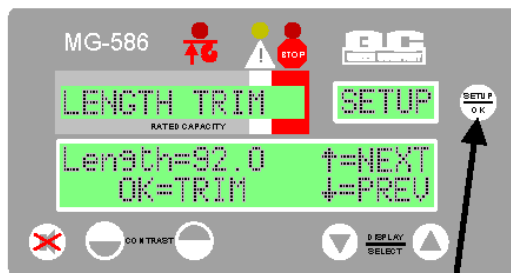 MG-586
STOP
LENGTH TRIM
SETUP
SETUP
OK
RATED CAPACITY
Length=82.0 ↑=NEXT
OK=TRIM ↓=PREV
CONTRAST
DISPLAY
SELECT